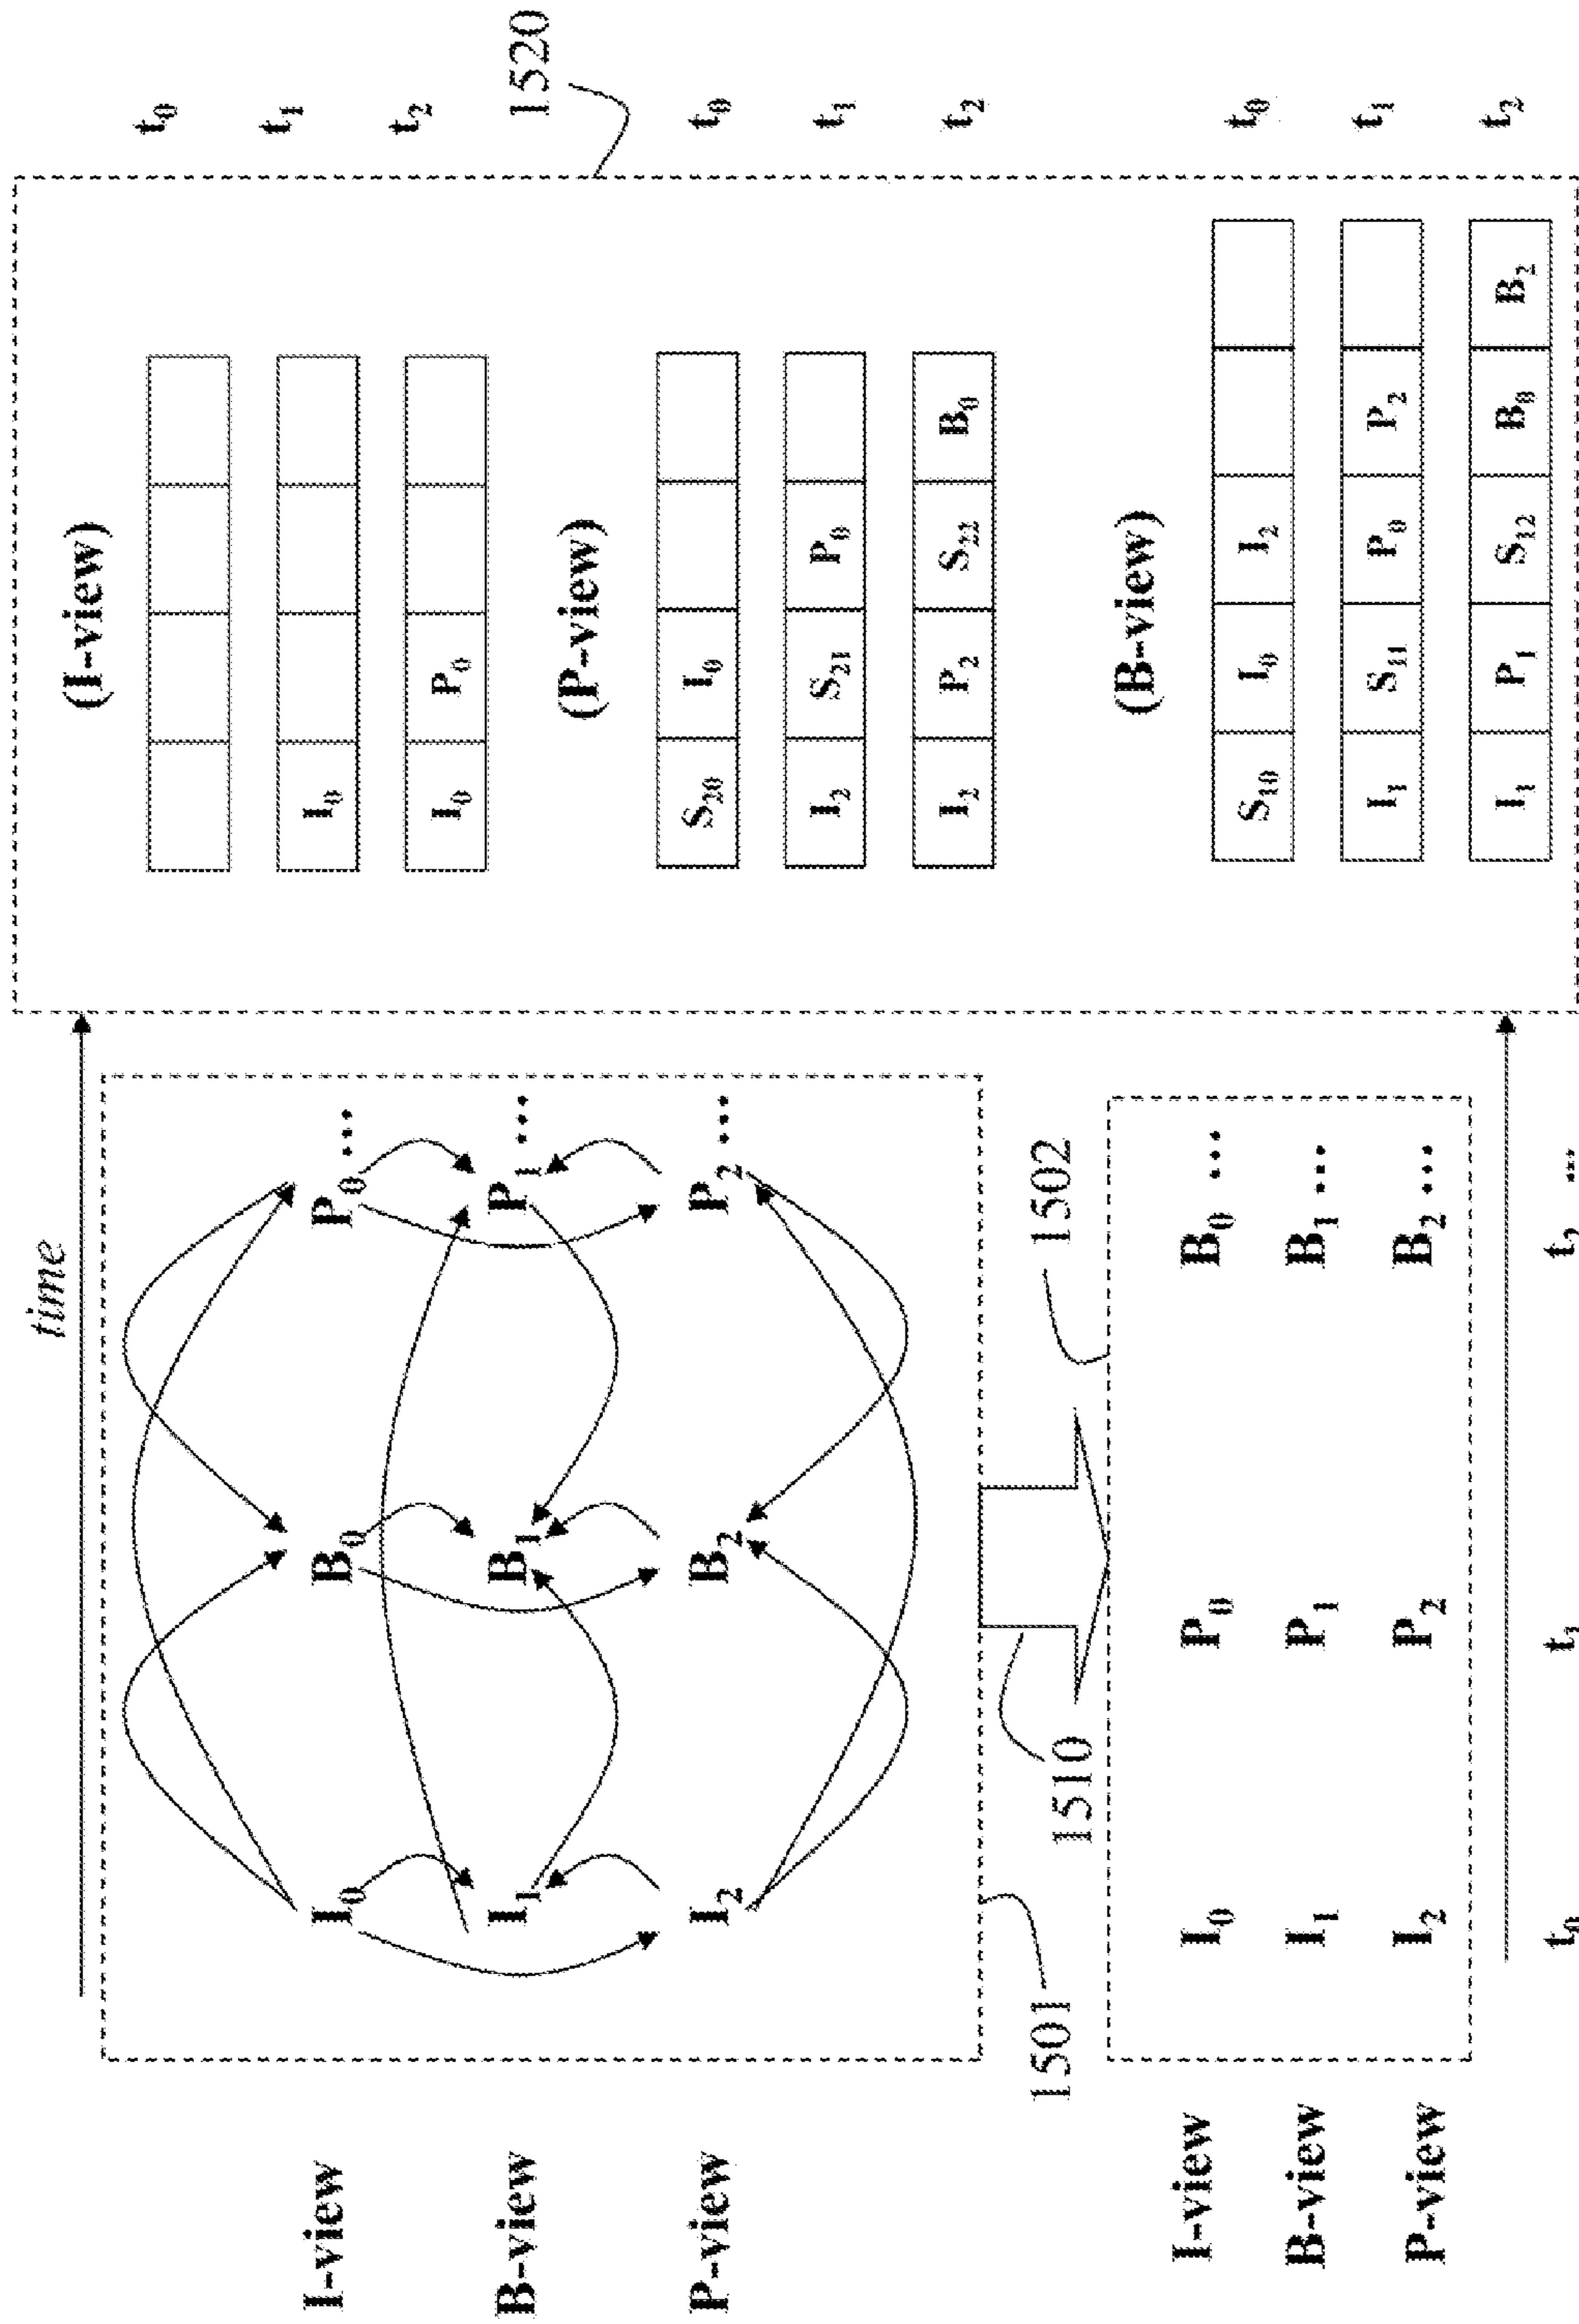 time
I-view I₀ B₀ P₀ ...
B-view I₁ B₁ P₁ ...
P-view I₂ B₂ P₂ ...
1501
1510
1502
I-view I₀ P₀ B₀ ...
B-view I₁ P₁ B₁ ...
P-view I₂ P₂ B₂ ...
t₀ t₁ t₂ ...
(I-view)
t₀
I₀ t₁
I₀ P₀ t₂
1520
(P-view)
S₂₀ I₀ t₀
I₂ S₂₁ P₀ t₁
I₂ P₂ S₂₂ B₀ t₂
(B-view)
S₁₀ I₀ I₂ t₀
I₁ S₁₁ P₀ P₂ t₁
I₁ P₁ S₁₂ B₀ B₂ t₂